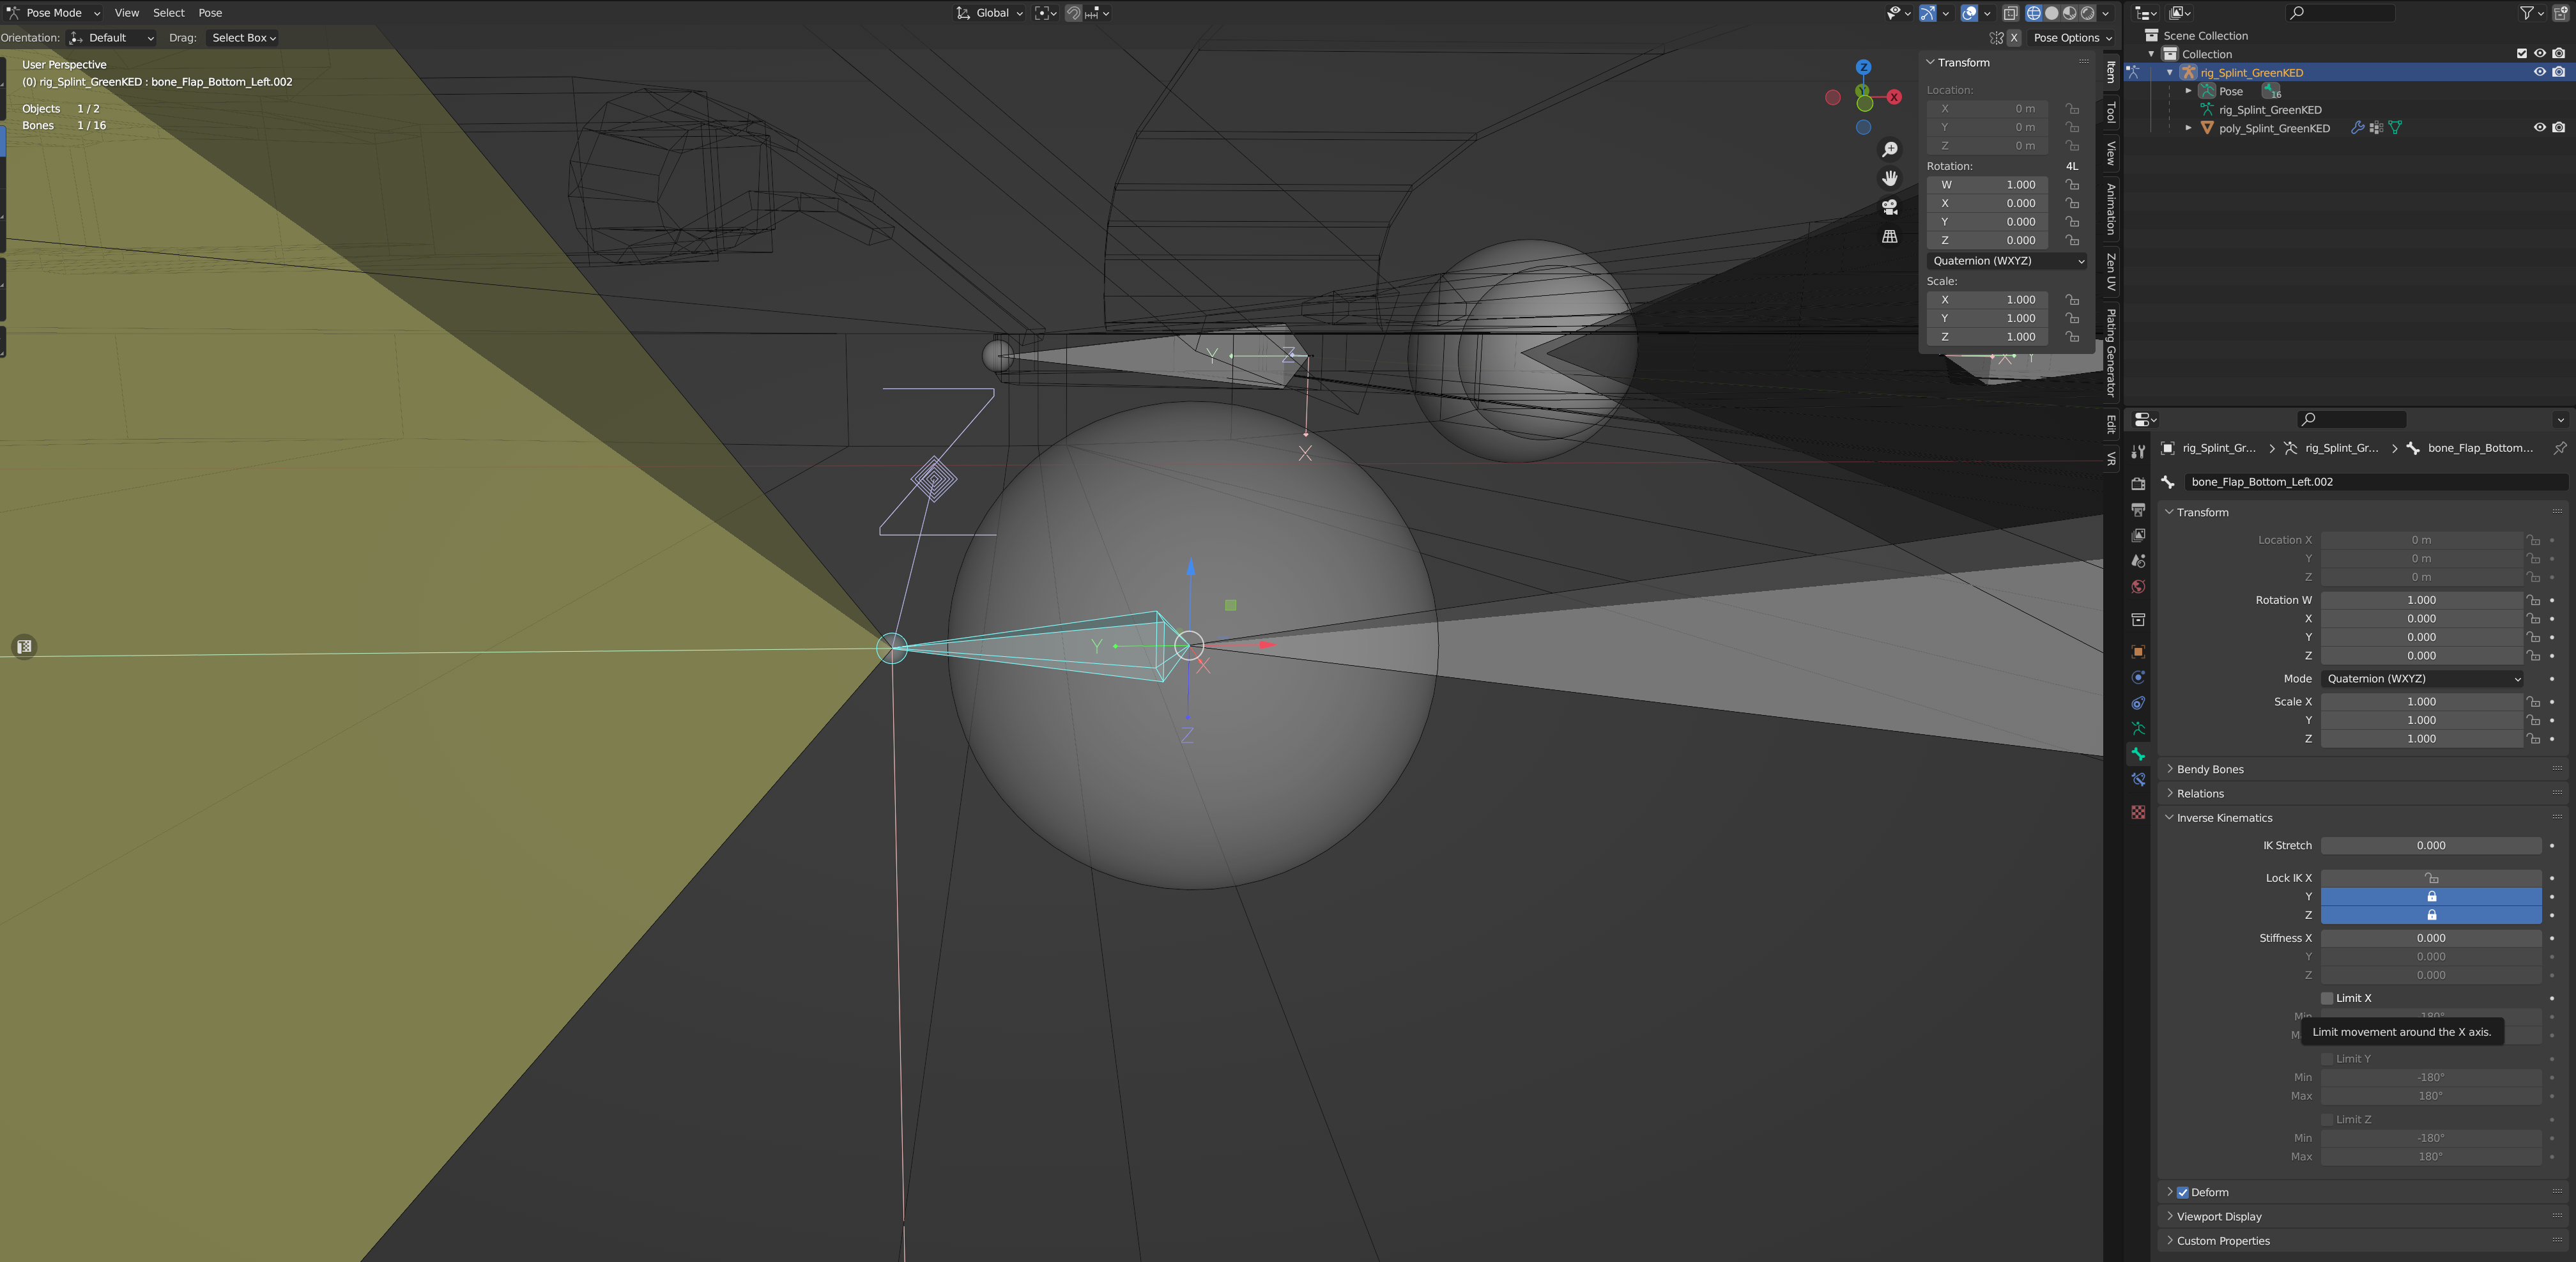 Pose Mode View Select Pose Global
Orientation: Default Drag: Select Box X Pose Options
User Perspective
(0) rig_Splint_GreenKED : bone_Flap_Bottom_Left.002
Objects 1 / 2
Bones 1 / 16
Z
X
Y
Y
Z
X
X
Y
Z
Y
X
Z
Transform
Location:
X 0 m
Y 0 m
Z 0 m
Rotation: 4L
W 1.000
X 0.000
Y 0.000
Z 0.000
Quaternion (WXYZ)
Scale:
X 1.000
Y 1.000
Z 1.000
Item
Tool
View
Animation
Zen UV
Plating Generator
Edit
VR
Scene Collection
Collection
rig_Splint_GreenKED
Pose 16
rig_Splint_GreenKED
poly_Splint_GreenKED
rig_Splint_Gr... rig_Splint_Gr... bone_Flap_Bottom...
bone_Flap_Bottom_Left.002
Transform
Location X 0 m
Y 0 m
Z 0 m
Rotation W 1.000
X 0.000
Y 0.000
Z 0.000
Mode Quaternion (WXYZ)
Scale X 1.000
Y 1.000
Z 1.000
Bendy Bones
Relations
Inverse Kinematics
IK Stretch 0.000
Lock IK X
Y
Z
Stiffness X 0.000
Y 0.000
Z 0.000
Limit X
Min -180°
Limit movement around the X axis.
Limit Y
Min -180°
Max 180°
Limit Z
Min -180°
Max 180°
Deform
Viewport Display
Custom Properties